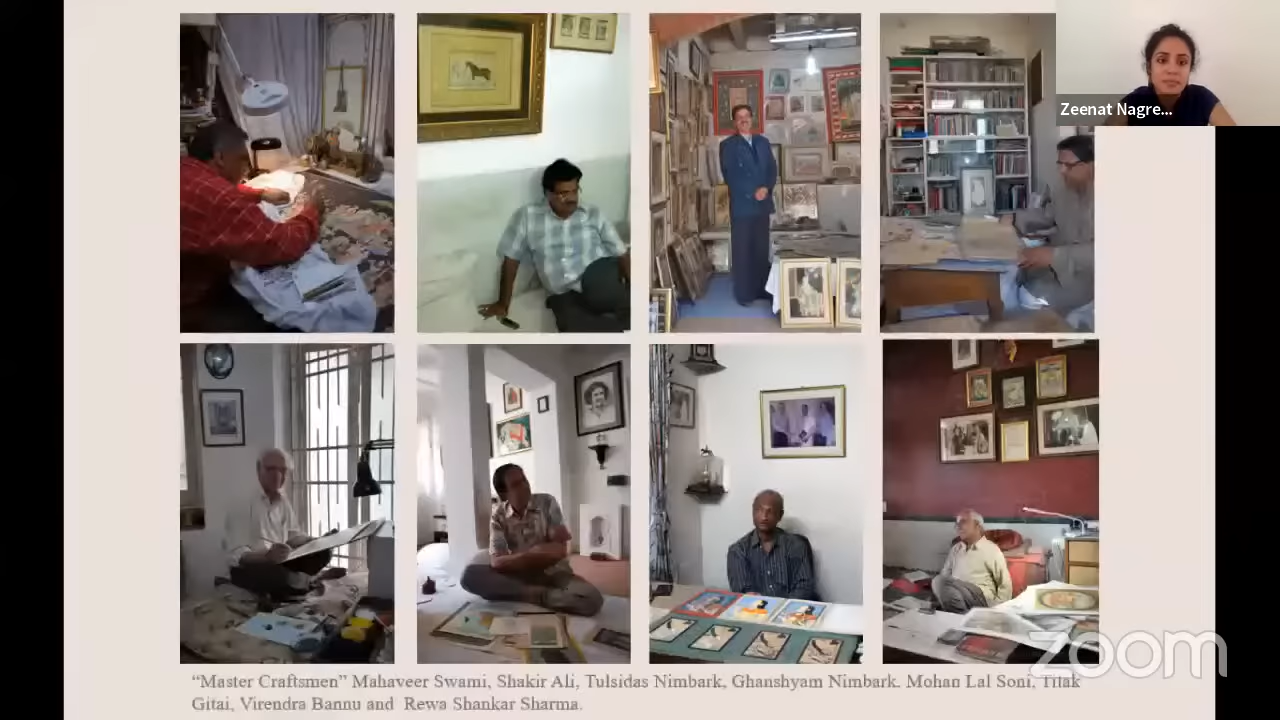 Zeenat Nagre...
"Master Craftsmen" Mahaveer Swami, Shakir Ali, Tulsidas Nimbark, Ghanshyam Nimbark. Mohan Lal Soni, Tilak
Gitai, Virendra Bannu and Rewa Shankar Sharma.
zoom